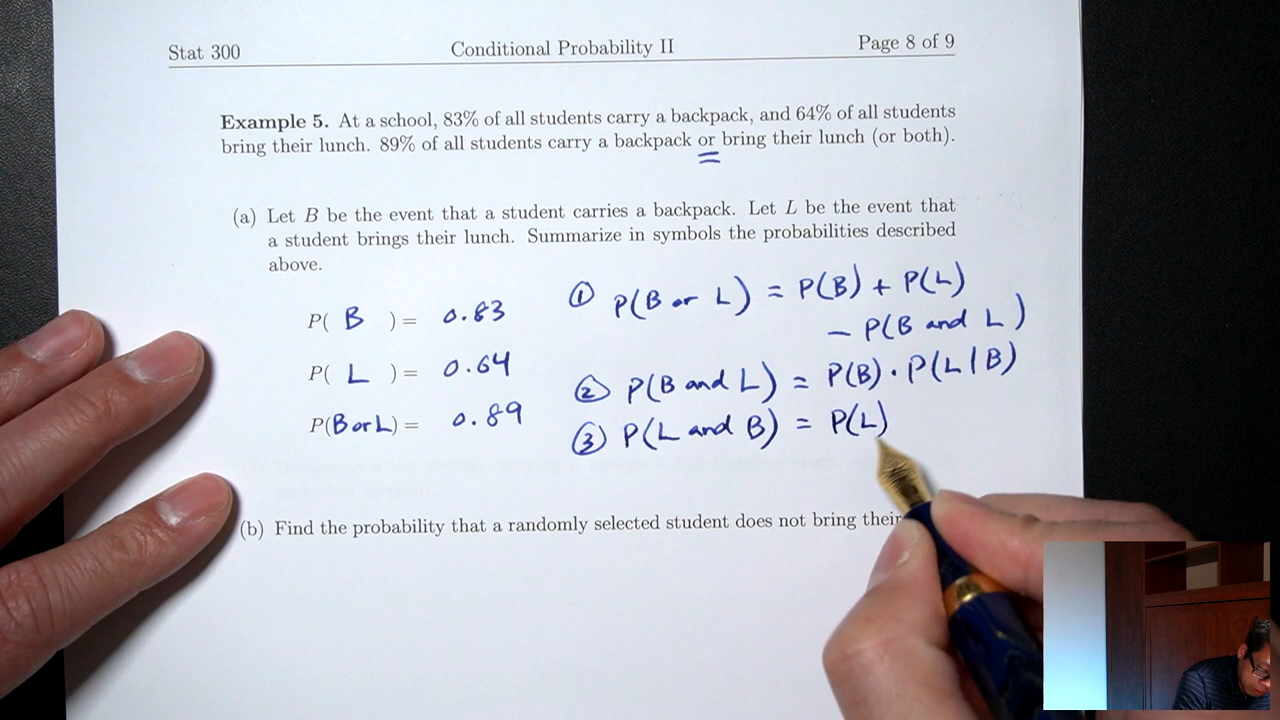 Stat 300 Conditional Probability II Page 8 of 9
Example 5. At a school, 83% of all students carry a backpack, and 64% of all students
bring their lunch. 89% of all students carry a backpack or bring their lunch (or both).
(a) Let B be the event that a student carries a backpack. Let L be the event that
a student brings their lunch. Summarize in symbols the probabilities described
above.
P( B ) = 0.83
P( L ) = 0.64
P(B or L) = 0.89
① P(B or L) = P(B) + P(L)
- P(B and L)
② P(B and L) = P(B) · P(L|B)
③ P(L and B) = P(L)
(b) Find the probability that a randomly selected student does not bring their